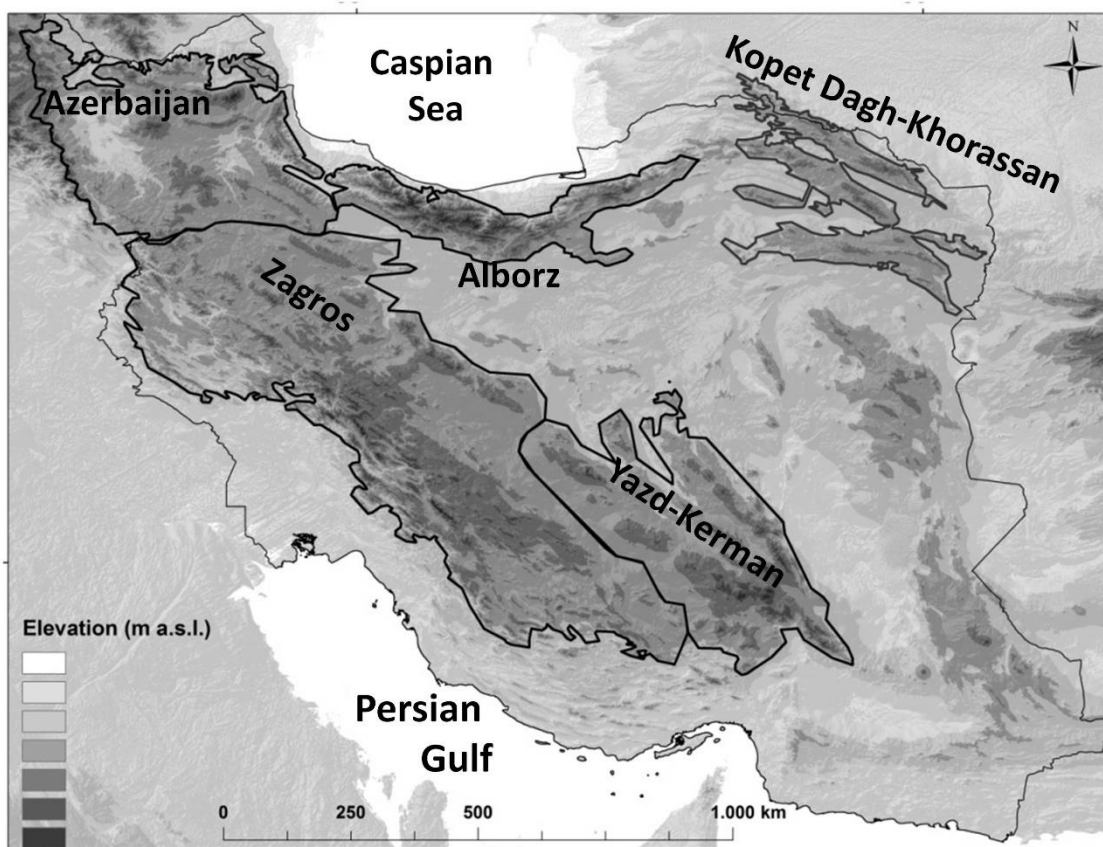 Caspian
Sea
N
Kopet Dagh-Khorassan
Azerbaijan
Alborz
Zagros
Yazd-Kerman
Elevation (m a.s.l.)
Persian
Gulf
0 250 500 1.000 km